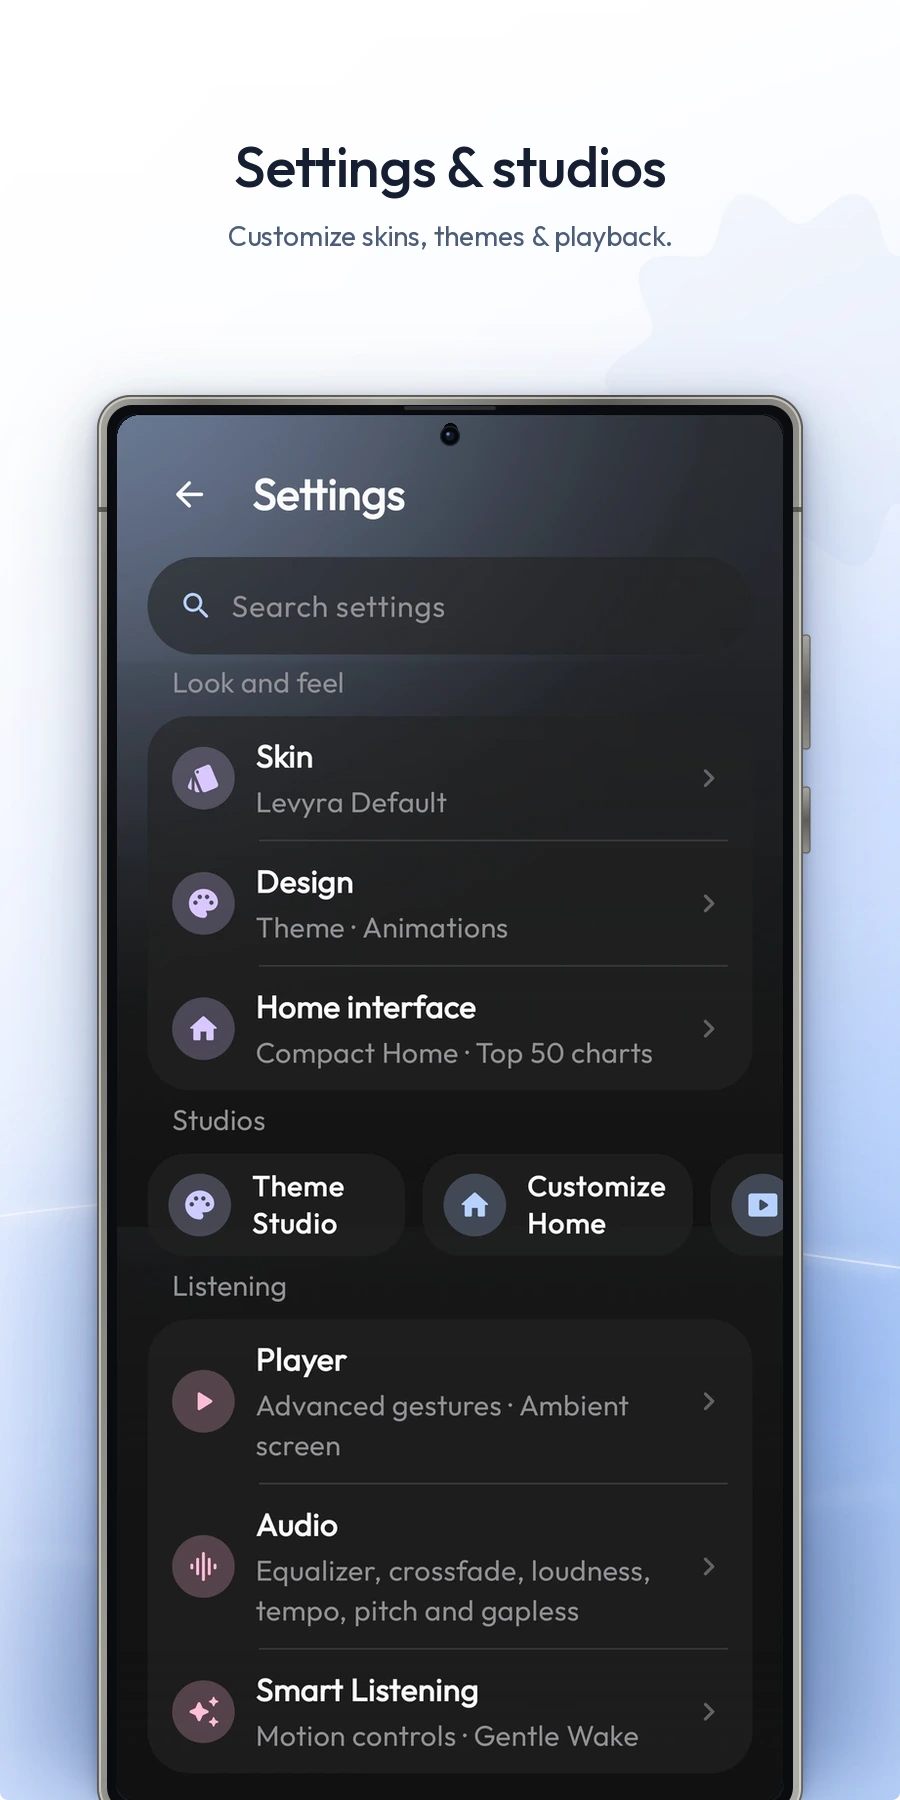 Settings & studios
Customize skins, themes & playback.
Settings
Search settings
Look and feel
Skin
Levyra Default
Design
Theme · Animations
Home interface
Compact Home · Top 50 charts
Studios
Theme
Studio
Customize
Home
Listening
Player
Advanced gestures · Ambient
screen
Audio
Equalizer, crossfade, loudness,
tempo, pitch and gapless
Smart Listening
Motion controls · Gentle Wake